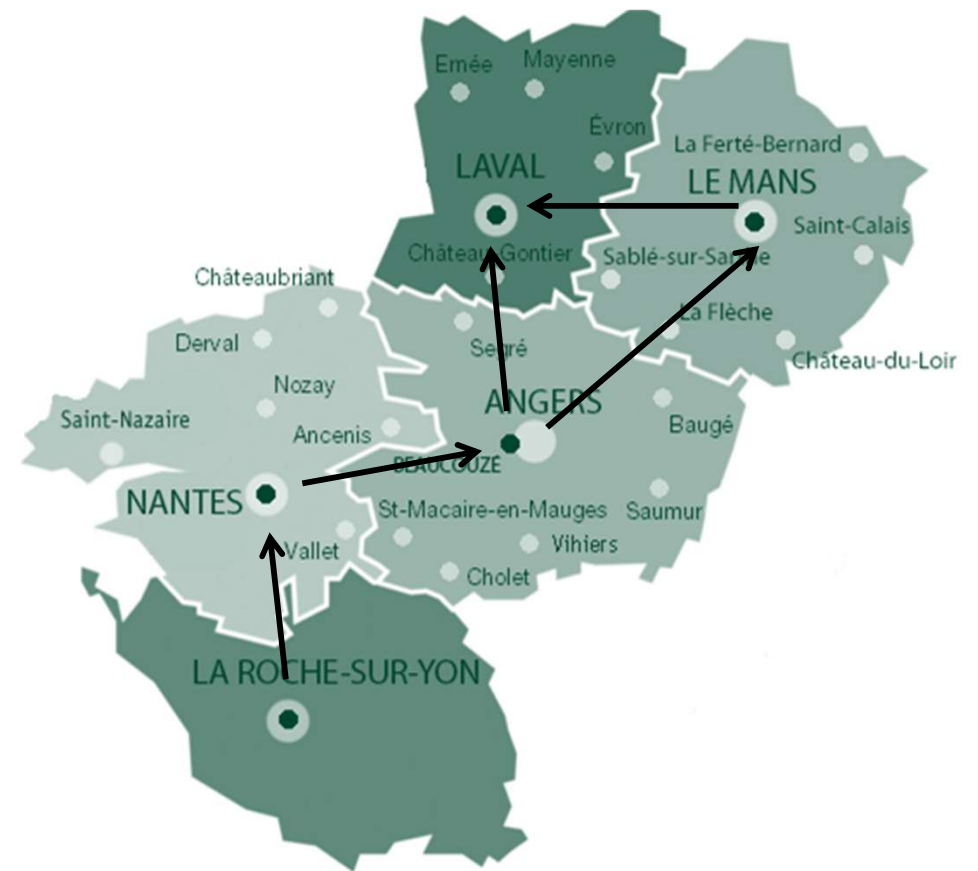 Ernée
Mayenne
Évron
LAVAL
La Ferté-Bernard
LE MANS
Saint-Calais
Château-Gontier
Sablé-sur-Sarthe
Châteaubriant
La Flèche
Derval
Segré
Château-du-Loir
Nozay
ANGERS
Saint-Nazaire
Ancenis
Baugé
BEAUCOUZÉ
NANTES
St-Macaire-en-Mauges
Saumur
Vallet
Vihiers
Cholet
LA ROCHE-SUR-YON